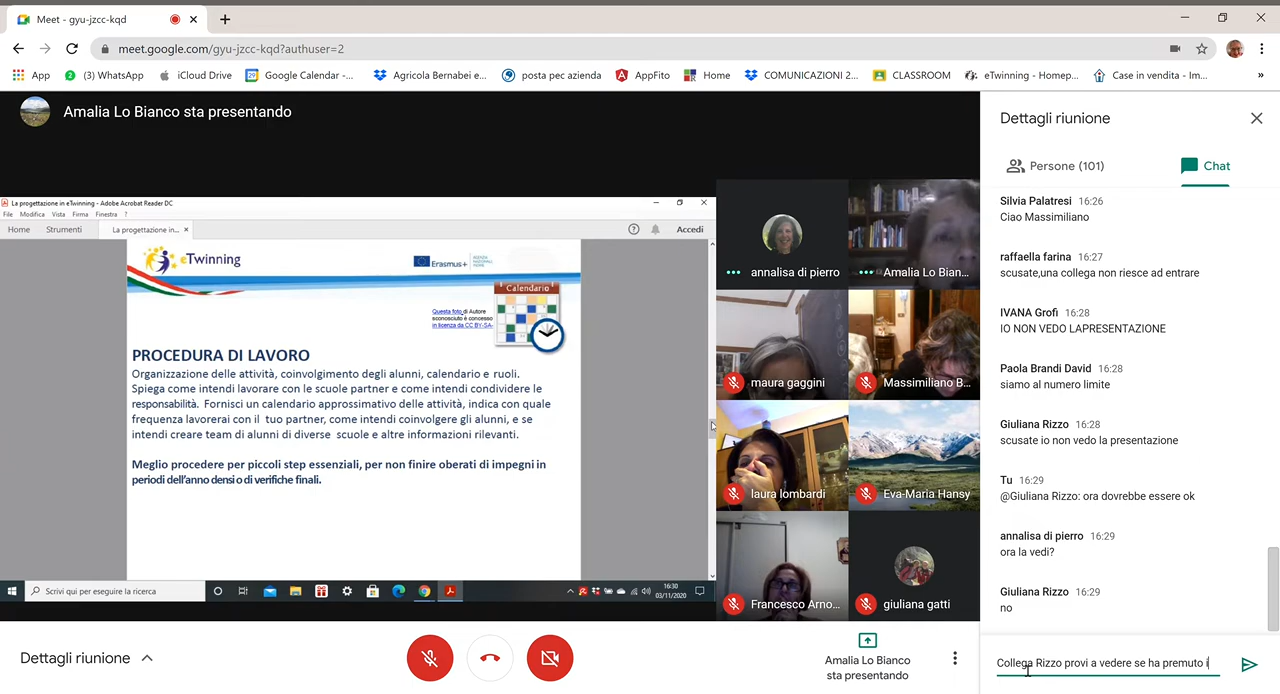 Meet - gyu-jzcc-kqd
meet.google.com/gyu-jzcc-kqd?authuser=2
App
(3) WhatsApp
iCloud Drive
Google Calendar -...
Agricola Bernabei e...
posta pec azienda
AppFito
Home
COMUNICAZIONI 2...
CLASSROOM
eTwinning - Homep...
Case in vendita - Im...
»
Amalia Lo Bianco sta presentando
La progettazione in eTwinning - Adobe Acrobat Reader DC
File Modifica Vista Firma Finestra ?
Home Strumenti La progettazione in... × Accedi
eTwinning
Erasmus+
Calendario
Questa foto di Autore
sconosciuto è concesso
in licenza da CC BY-SA-
PROCEDURA DI LAVORO
Organizzazione delle attività, coinvolgimento degli alunni, calendario e ruoli.
Spiega come intendi lavorare con le scuole partner e come intendi condividere le
responsabilità. Fornisci un calendario approssimativo delle attività, indica con quale
frequenza lavorerai con il tuo partner, come intendi coinvolgere gli alunni, e se
intendi creare team di alunni di diverse scuole e altre informazioni rilevanti.
Meglio procedere per piccoli step essenziali, per non finire oberati di impegni in
periodi dell'anno densi o di verifiche finali.
Scrivi qui per eseguire la ricerca
16:30
03/11/2020
annalisa di pierro
Amalia Lo Bian...
maura gaggini
Massimiliano B...
laura lombardi
Eva-Maria Hansy
Francesco Arno...
giuliana gatti
Dettagli riunione
Amalia Lo Bianco
sta presentando
Dettagli riunione
Persone (101)
Chat
Silvia Palatresi 16:26
Ciao Massimiliano
raffaella farina 16:27
scusate,una collega non riesce ad entrare
IVANA Grofi 16:28
IO NON VEDO LAPRESENTAZIONE
Paola Brandi David 16:28
siamo al numero limite
Giuliana Rizzo 16:28
scusate io non vedo la presentazione
Tu 16:29
@Giuliana Rizzo: ora dovrebbe essere ok
annalisa di pierro 16:29
ora la vedi?
Giuliana Rizzo 16:29
no
Collega Rizzo provi a vedere se ha premuto i